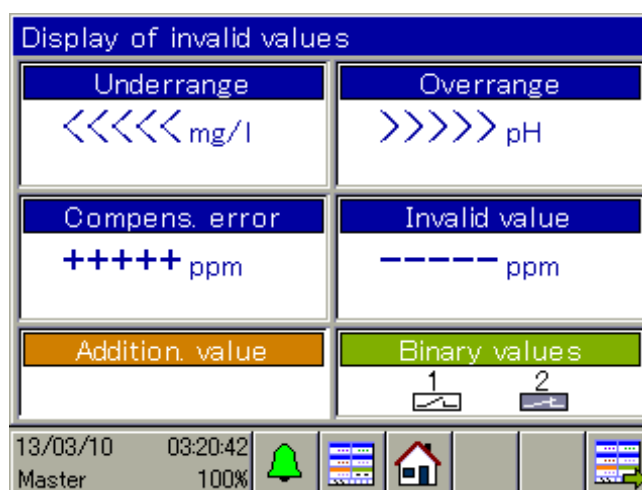 Display of invalid values
Underrange
<<<<< mg/l
Overrange
>>>>> pH
Compens. error
+++++ ppm
Invalid value
----- ppm
Addition. value
Binary values
1 2
13/03/10 03:20:42
Master 100%